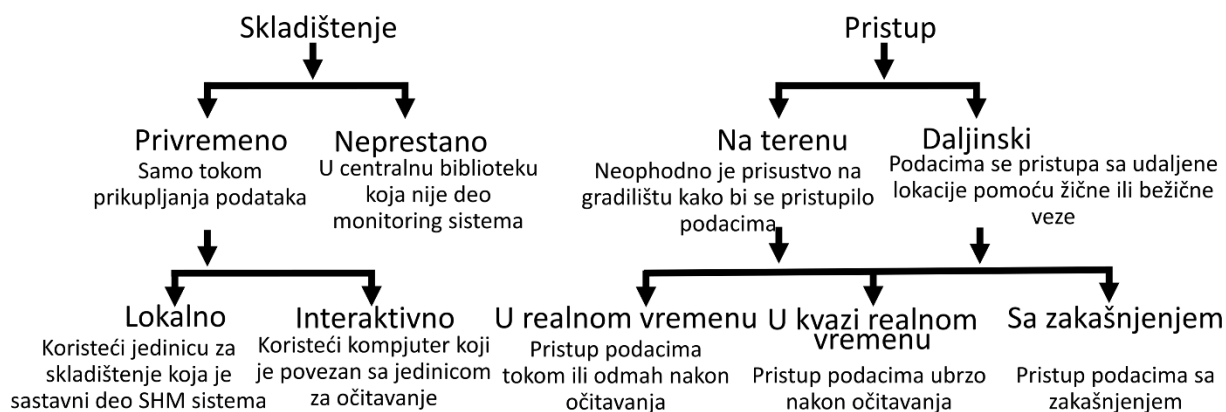 Skladištenje
Privremeno
Samo tokom
prikupljanja podataka
Neprestano
U centralnu biblioteku
koja nije deo
monitoring sistema
Lokalno
Koristeći jedinicu za
skladištenje koja je
sastavni deo SHM sistema
Interaktivno
Koristeći kompjuter koji
je povezan sa jedinicom
za očitavanje
Pristup
Na terenu
Neophodno je prisustvo na
gradilištu kako bi se pristupilo
podacima
Daljinski
Podacima se pristupa sa udaljene
lokacije pomoću žične ili bežične
veze
U realnom vremenu
Pristup podacima
tokom ili odmah nakon
očitavanja
U kvazi realnom
vremenu
Pristup podacima ubrzo
nakon očitavanja
Sa zakašnjenjem
Pristup podacima sa
zakašnjenjem